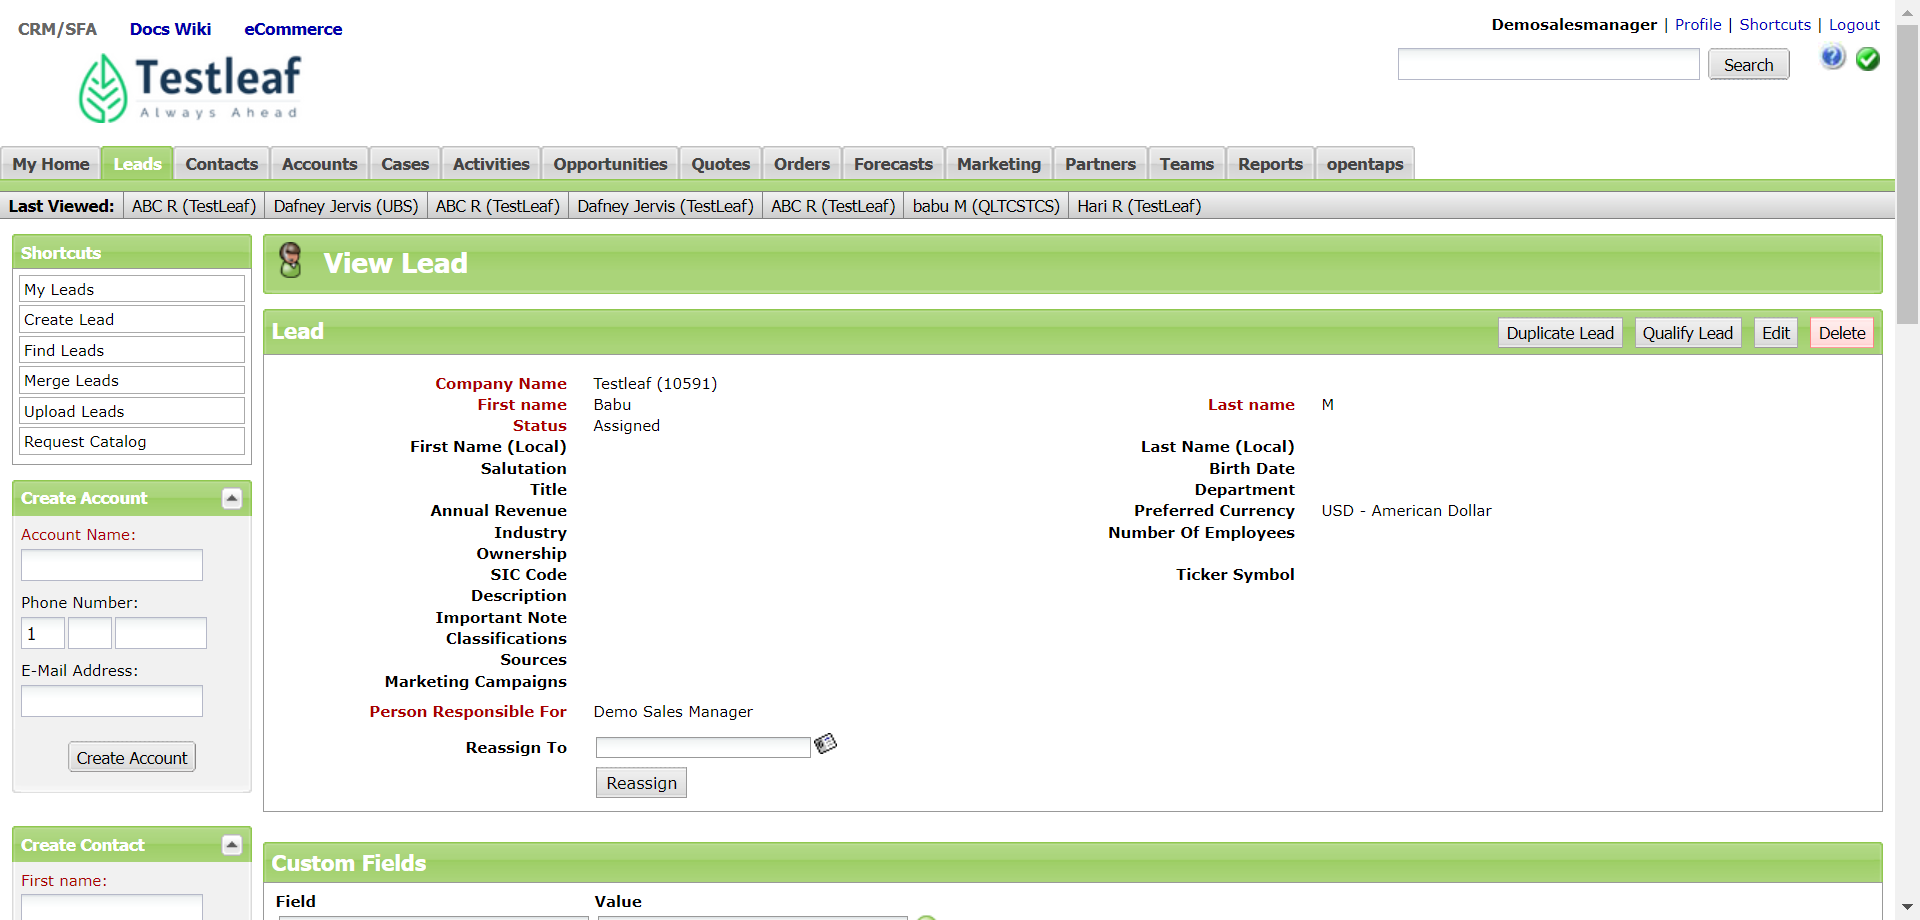 CRM/SFA Docs Wiki eCommerce
Demosalesmanager | Profile | Shortcuts | Logout
Testleaf
Always Ahead
Search
My Home Leads Contacts Accounts Cases Activities Opportunities Quotes Orders Forecasts Marketing Partners Teams Reports opentaps
Last Viewed: ABC R (TestLeaf) Dafney Jervis (UBS) ABC R (TestLeaf) Dafney Jervis (TestLeaf) ABC R (TestLeaf) babu M (QLTCSTCS) Hari R (TestLeaf)
Shortcuts
My Leads
Create Lead
Find Leads
Merge Leads
Upload Leads
Request Catalog
Create Account
Account Name:
Phone Number:
1
E-Mail Address:
Create Account
Create Contact
First name:
View Lead
Lead
Duplicate Lead Qualify Lead Edit Delete
Company Name Testleaf (10591)
First name Babu Last name M
Status Assigned
First Name (Local) Last Name (Local)
Salutation Birth Date
Title Department
Annual Revenue Preferred Currency USD - American Dollar
Industry Number Of Employees
Ownership
SIC Code Ticker Symbol
Description
Important Note
Classifications
Sources
Marketing Campaigns
Person Responsible For Demo Sales Manager
Reassign To
Reassign
Custom Fields
Field Value